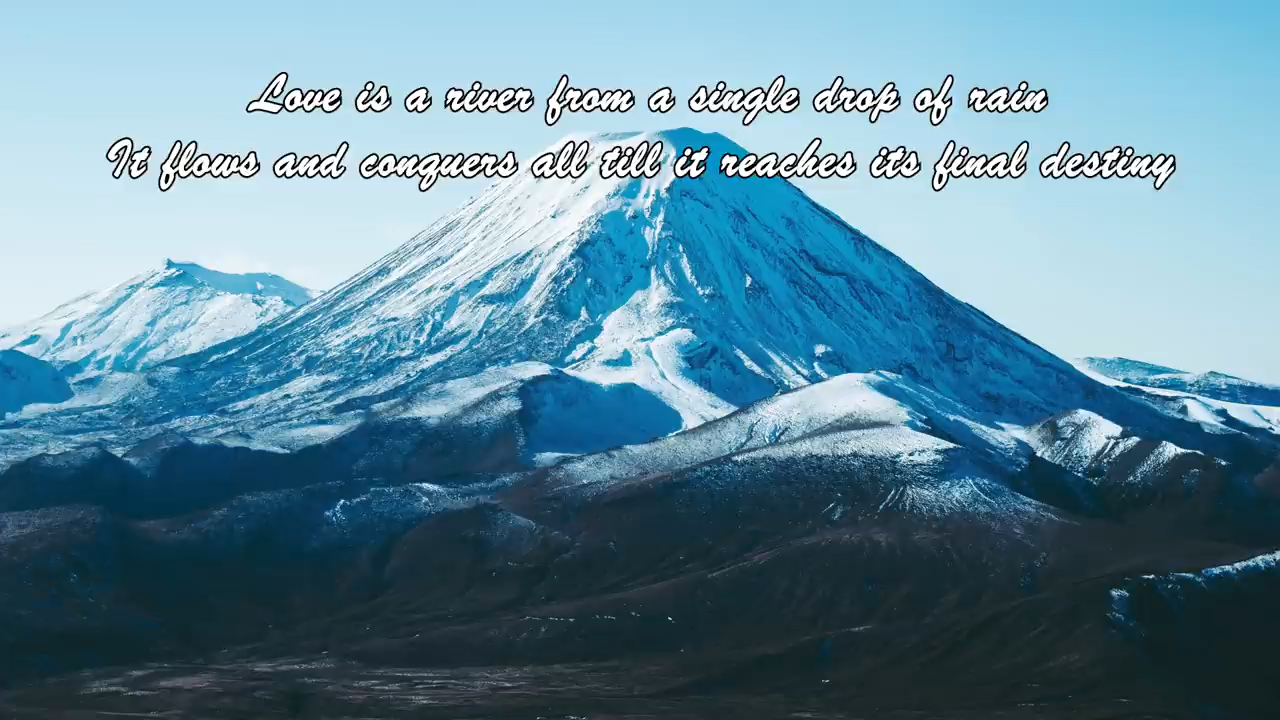 Love is a river from a single drop of rain
It flows and conquers all till it reaches its final destiny